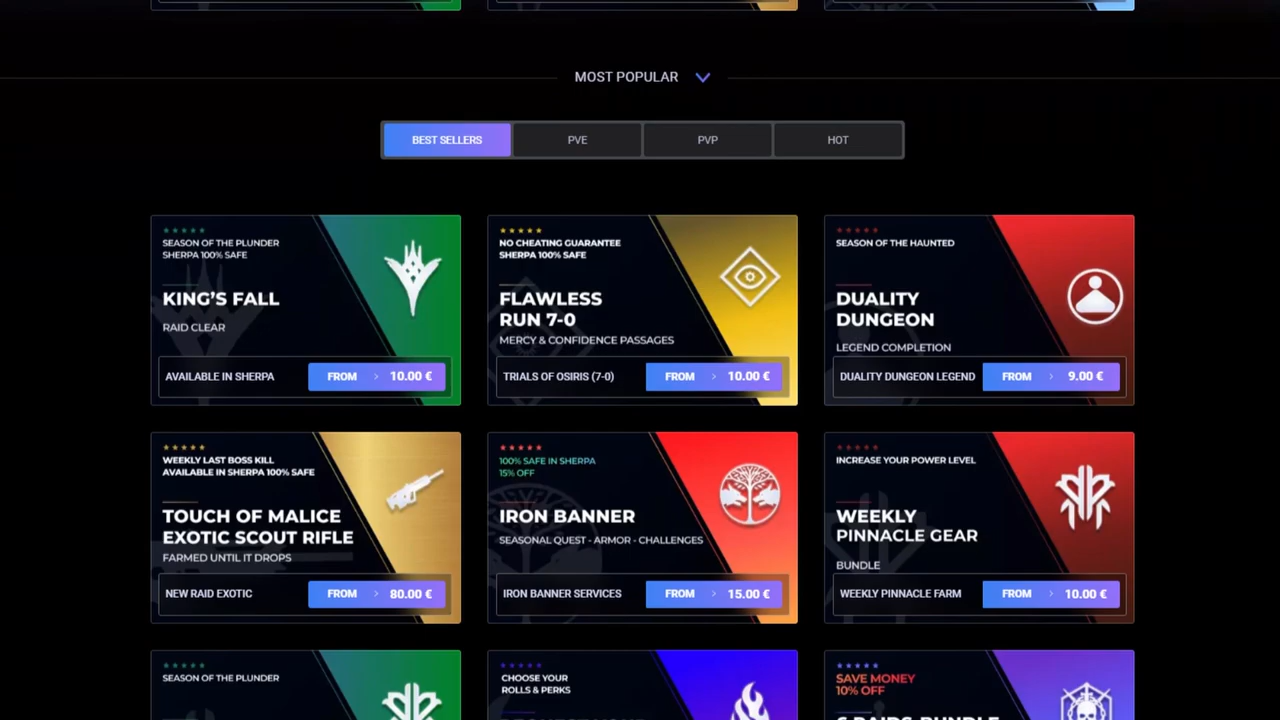 MOST POPULAR
BEST SELLERS
PVE
PVP
HOT
SEASON OF THE PLUNDER
SHERPA 100% SAFE
KING'S FALL
RAID CLEAR
AVAILABLE IN SHERPA
FROM > 10.00 €
NO CHEATING GUARANTEE
SHERPA 100% SAFE
FLAWLESS
RUN 7-0
MERCY & CONFIDENCE PASSAGES
TRIALS OF OSIRIS (7-0)
FROM > 10.00 €
SEASON OF THE HAUNTED
DUALITY
DUNGEON
LEGEND COMPLETION
DUALITY DUNGEON LEGEND
FROM > 9.00 €
WEEKLY LAST BOSS KILL
AVAILABLE IN SHERPA 100% SAFE
TOUCH OF MALICE
EXOTIC SCOUT RIFLE
FARMED UNTIL IT DROPS
NEW RAID EXOTIC
FROM > 80.00 €
100% SAFE IN SHERPA
15% OFF
IRON BANNER
SEASONAL QUEST - ARMOR - CHALLENGES
IRON BANNER SERVICES
FROM > 15.00 €
INCREASE YOUR POWER LEVEL
WEEKLY
PINNACLE GEAR
BUNDLE
WEEKLY PINNACLE FARM
FROM > 10.00 €
SEASON OF THE PLUNDER
CHOOSE YOUR
ROLLS & PERKS
SAVE MONEY
10% OFF
6 RAIDS BUNDLE